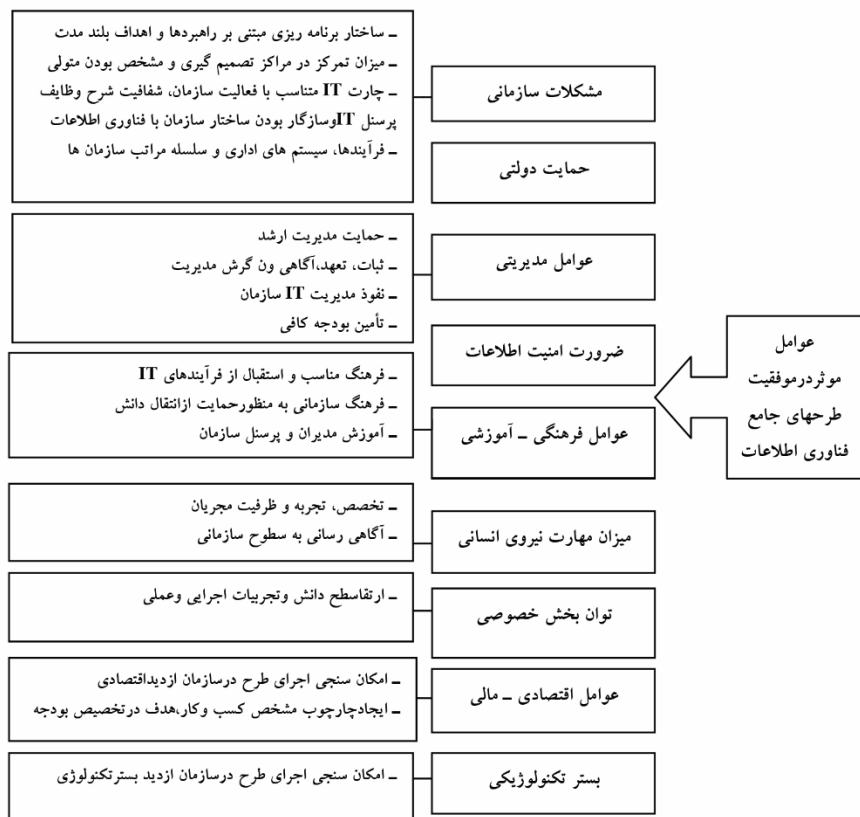 عوامل
موثردرموفقیت
طرحهای جامع
فناوری اطلاعات
مشکلات سازمانی
ـ ساختار برنامه ریزی مبتنی بر راهبردها و اهداف بلند مدت
ـ میزان تمرکز در مراکز تصمیم گیری و مشخص بودن متولی
ـ چارت IT متناسب با فعالیت سازمان، شفافیت شرح وظایف
پرسنل ITوسازگار بودن ساختار سازمان با فناوری اطلاعات
ـ فرآیندها، سیستم های اداری و سلسله مراتب سازمان ها
حمایت دولتی
عوامل مدیریتی
ـ حمایت مدیریت ارشد
ـ ثبات، تعهد،آگاهی ون گرش مدیریت
ـ نفوذ مدیریت IT سازمان
ـ تأمین بودجه کافی
ضرورت امنیت اطلاعات
عوامل فرهنگی ـ آموزشی
ـ فرهنگ مناسب و استقبال از فرآیندهای IT
ـ فرهنگ سازمانی به منظورحمایت ازانتقال دانش
ـ آموزش مدیران و پرسنل سازمان
میزان مهارت نیروی انسانی
ـ تخصص، تجربه و ظرفیت مجریان
ـ آگاهی رسانی به سطوح سازمانی
توان بخش خصوصی
ـ ارتقاسطح دانش وتجربیات اجرایی وعملی
عوامل اقتصادی ـ مالی
ـ امکان سنجی اجرای طرح درسازمان ازدیداقتصادی
ـ ایجادچارچوب مشخص کسب وکار،هدف درتخصیص بودجه
بستر تکنولوژیکی
ـ امکان سنجی اجرای طرح درسازمان ازدید بسترتکنولوژی